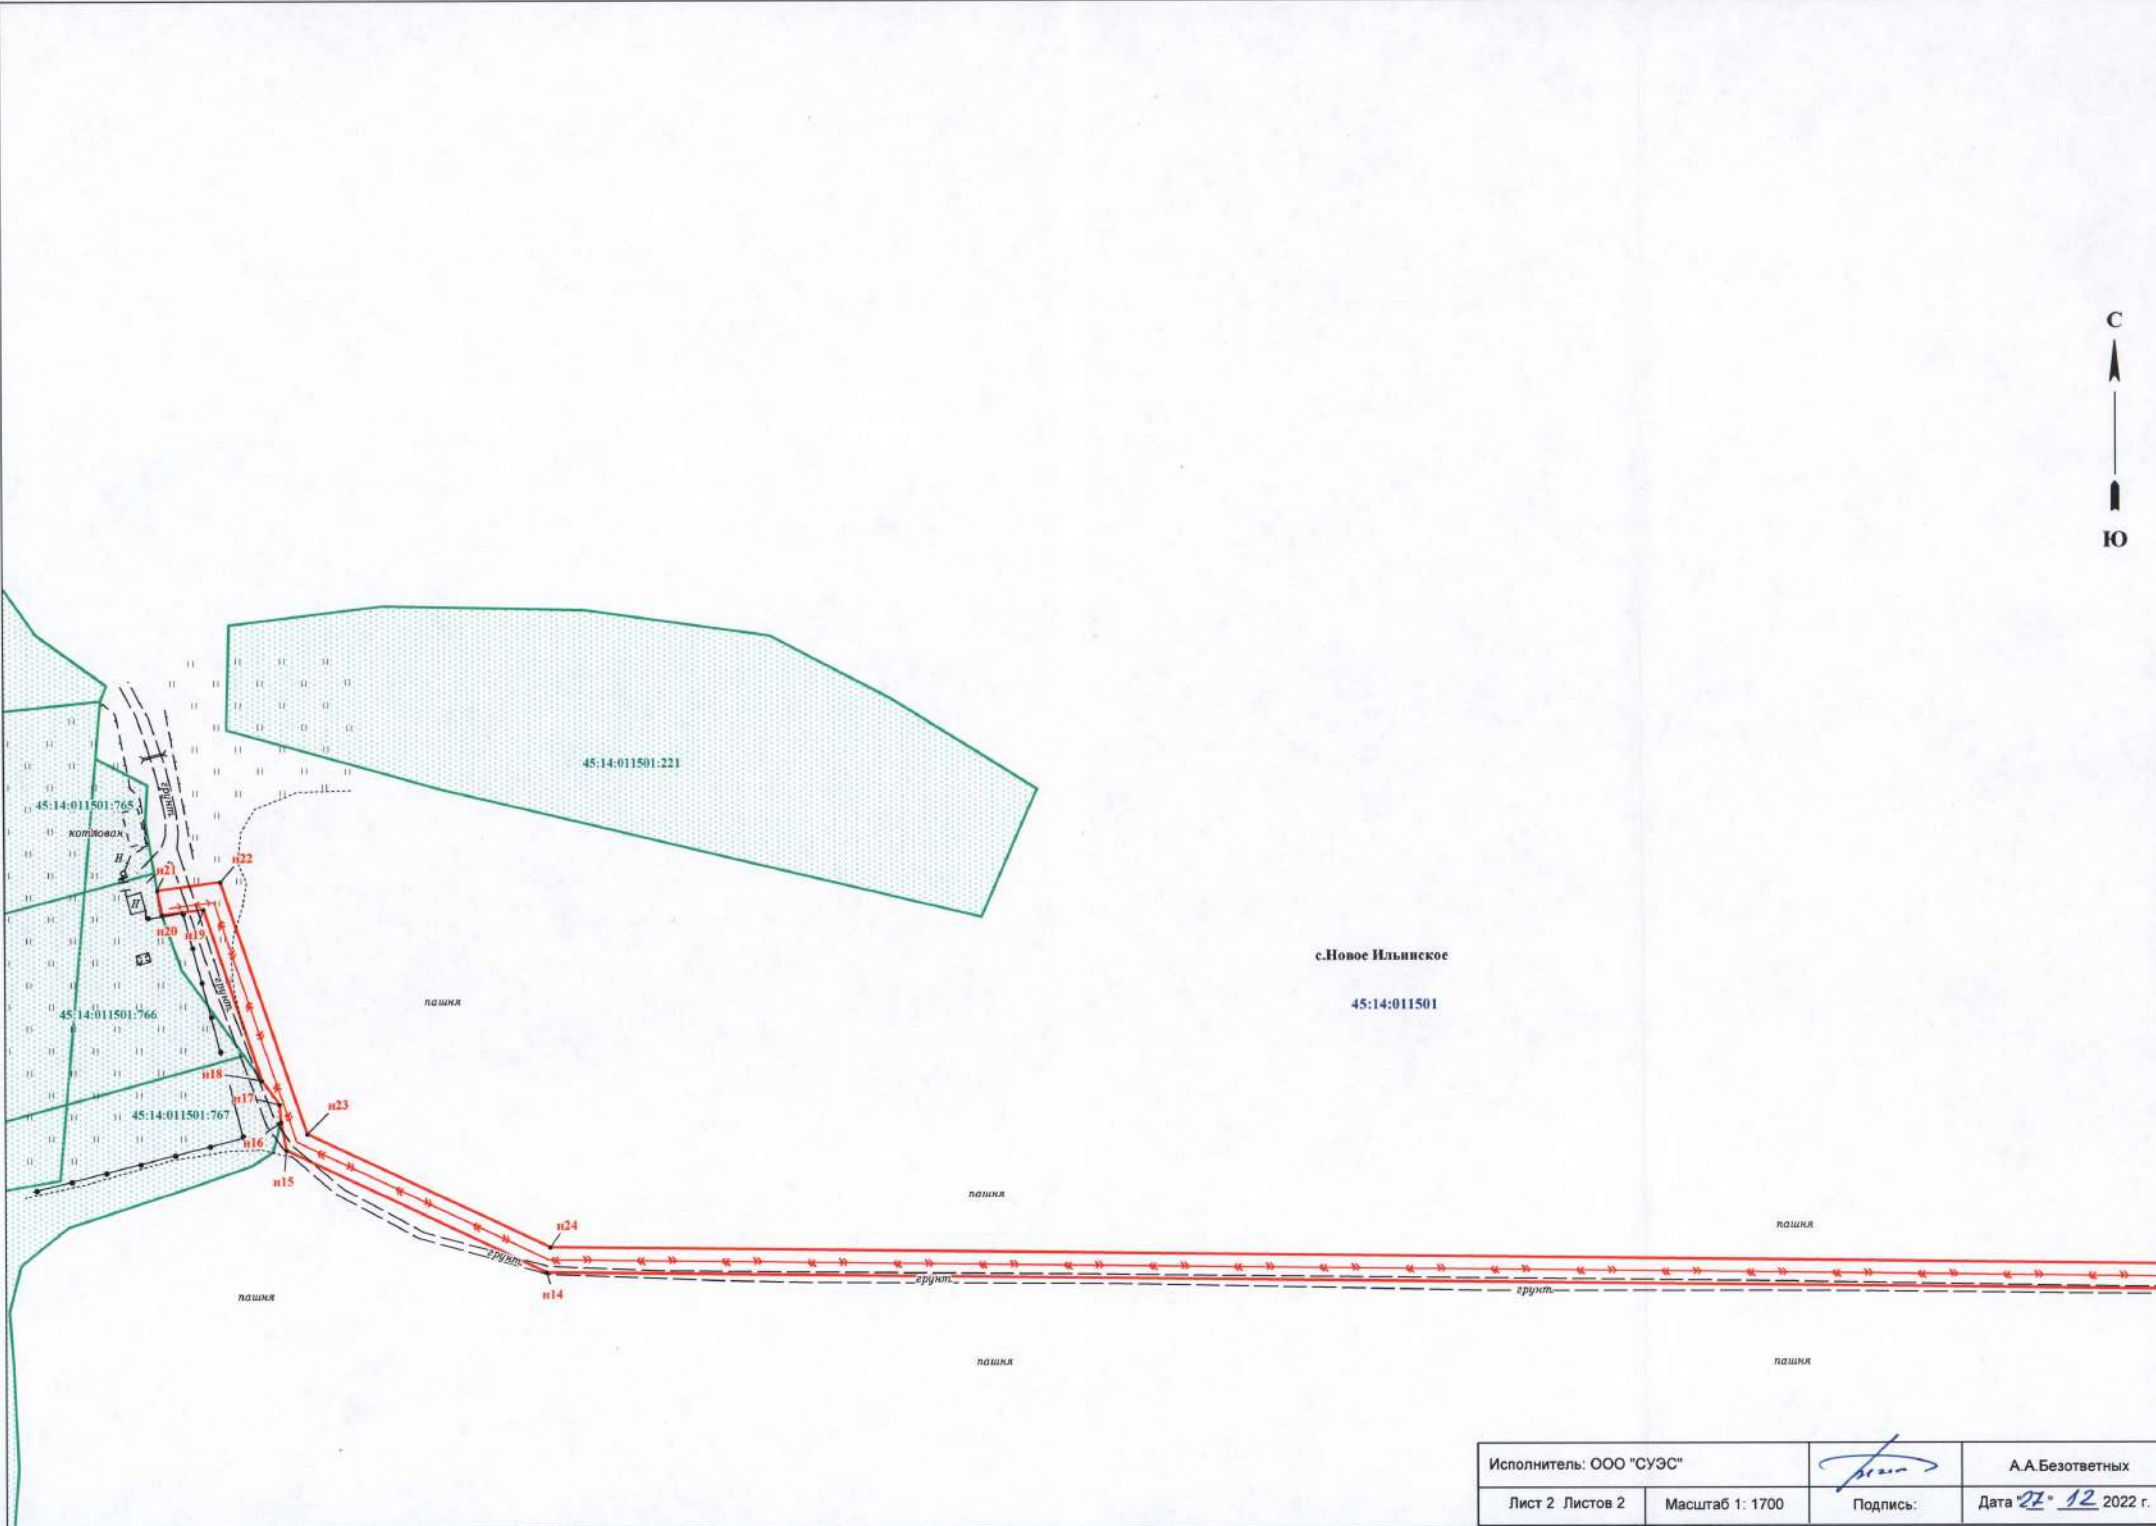 С
Ю
45:14:011501:221
45:14:011501:765
грунт
котлован
Н
н22
н21
Н
н20
н19
с.Новое Ильинское
45:14:011501
пашня
грунт
45:14:011501:766
н18
н17
н23
45:14:011501:767
н16
н15
пашня
н24
пашня
грунт
грунт
грунт
н14
пашня
пашня
пашня
Исполнитель: ООО "СУЭС"
А.А.Безответных
Лист 2 Листов 2
Масштаб 1: 1700
Подпись:
Дата "27" 12 2022 г.